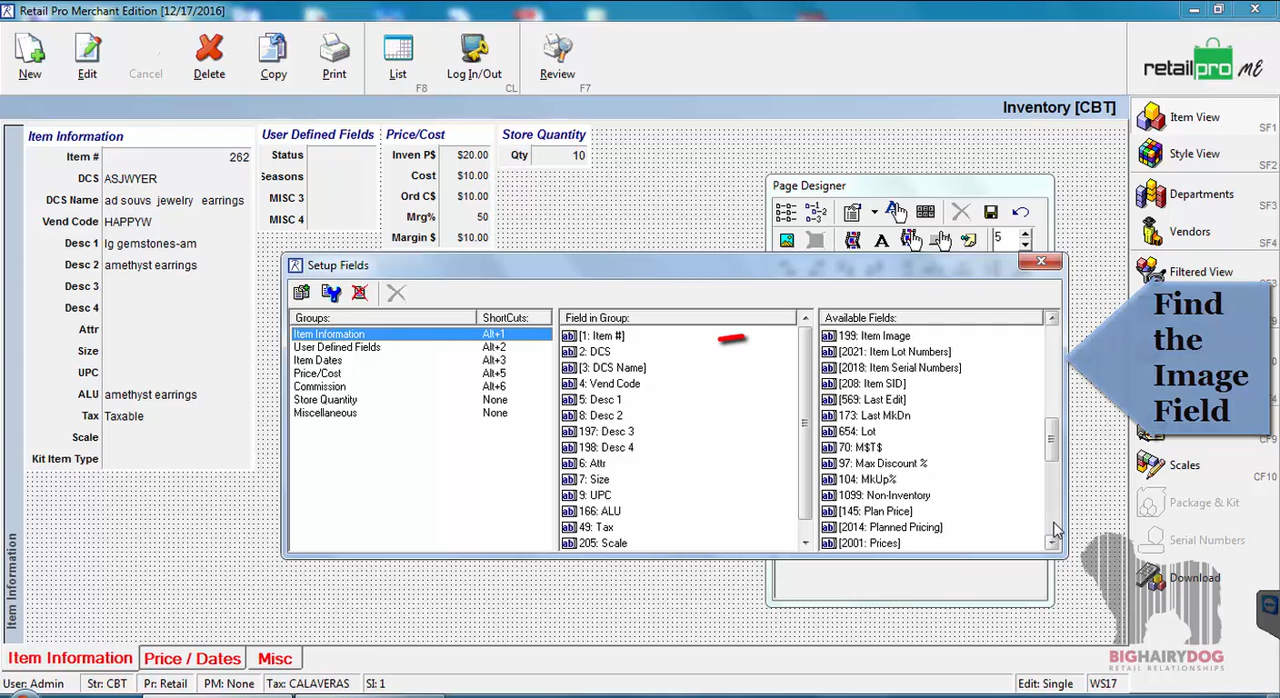 Retail Pro Merchant Edition [12/17/2016]
New
Edit
Cancel
Delete
Copy
Print
List
Log In/Out
Review
F8
CL
F7
retailpro ME
Inventory [CBT]
Item Information
Item # 262
DCS ASJWYER
DCS Name ad souvs jewelry earrings
Vend Code HAPPYW
Desc 1 lg gemstones-am
Desc 2 amethyst earrings
Desc 3
Desc 4
Attr
Size
UPC
ALU amethyst earrings
Tax Taxable
Scale
Kit Item Type
User Defined Fields
Status
Seasons
MISC 3
MISC 4
Price/Cost
Inven P$ $20.00
Cost $10.00
Ord C$ $10.00
Mrg% 50
Margin $ $10.00
Store Quantity
Qty 10
Page Designer
5
Setup Fields
Groups: ShortCuts:
Item Information Alt+1
User Defined Fields Alt+2
Item Dates Alt+3
Price/Cost Alt+5
Commission Alt+6
Store Quantity None
Miscellaneous None
Field in Group:
[1: Item #]
2: DCS
[3: DCS Name]
4: Vend Code
5: Desc 1
8: Desc 2
197: Desc 3
198: Desc 4
6: Attr
7: Size
9: UPC
166: ALU
49: Tax
205: Scale
Available Fields:
199: Item Image
[2021: Item Lot Numbers]
[2018: Item Serial Numbers]
[208: Item SID]
[569: Last Edit]
173: Last MkDn
654: Lot
70: M$T$
97: Max Discount %
104: MkUp%
1099: Non-Inventory
[145: Plan Price]
[2014: Planned Pricing]
[2001: Prices]
Item View
SF1
Style View
SF2
Departments
SF3
Vendors
SF4
Filtered View
Find
the
Image
Field
Scales
CF10
Package & Kit
Serial Numbers
Download
BIGHAIRYDOG
RETAIL RELATIONSHIPS
Item Information
Item Information
Price / Dates
Misc
User: Admin
Str: CBT
Pr: Retail
PM: None
Tax: CALAVERAS
SI: 1
Edit: Single
WS17